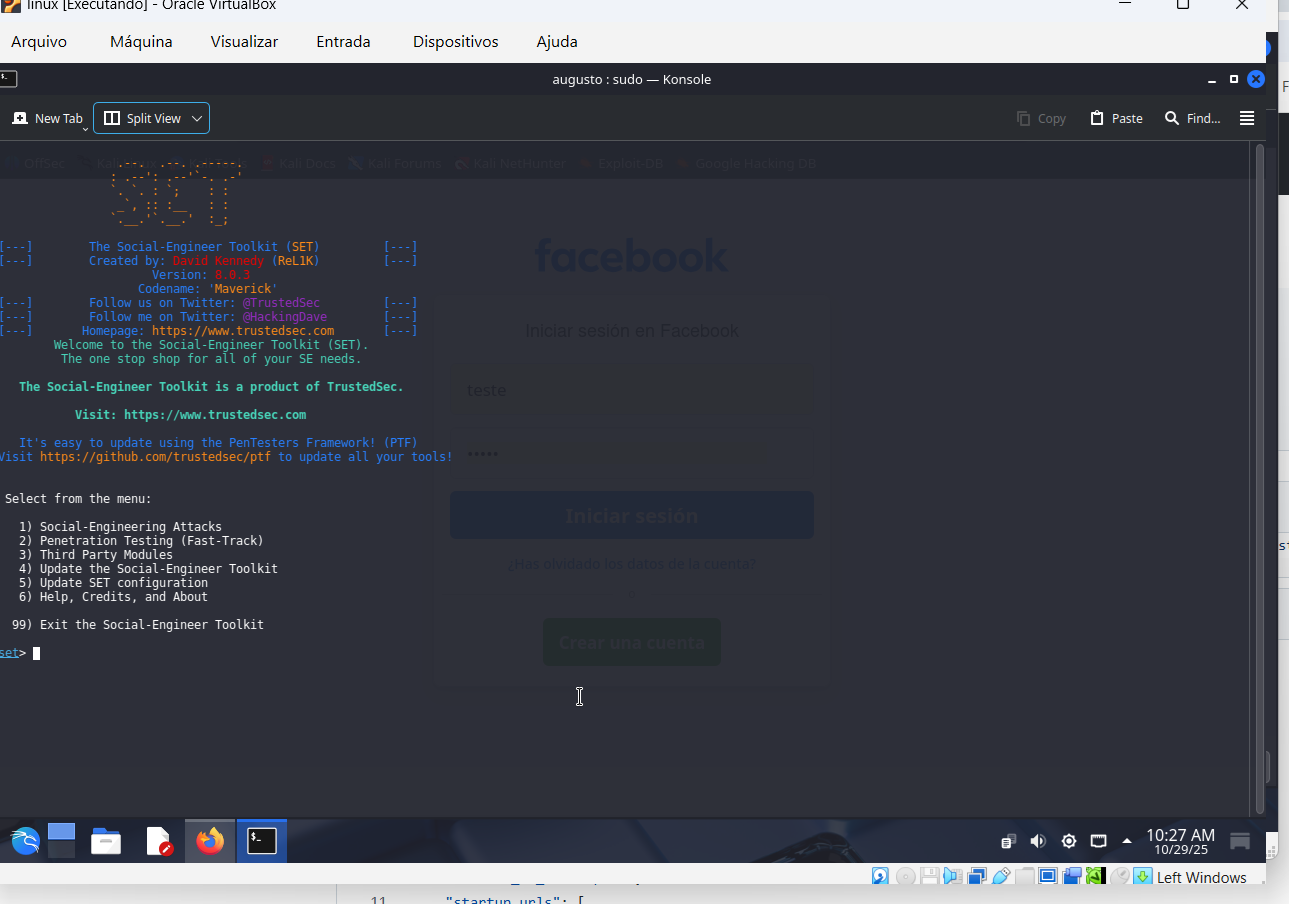 linux [Executando] - Oracle VirtualBox
Arquivo Máquina Visualizar Entrada Dispositivos Ajuda
augusto : sudo — Konsole
New Tab Split View Copy Paste Find...
OffSec Kali Docs Kali Forums Kali NetHunter Exploit-DB Google Hacking DB
[---] The Social-Engineer Toolkit (SET) [---]
[---] Created by: David Kennedy (ReL1K) [---]
Version: 8.0.3
Codename: 'Maverick'
[---] Follow us on Twitter: @TrustedSec [---]
[---] Follow me on Twitter: @HackingDave [---]
[---] Homepage: https://www.trustedsec.com [---]
Welcome to the Social-Engineer Toolkit (SET).
The one stop shop for all of your SE needs.
The Social-Engineer Toolkit is a product of TrustedSec.
Visit: https://www.trustedsec.com
It's easy to update using the PenTesters Framework! (PTF)
Visit https://github.com/trustedsec/ptf to update all your tools!
Select from the menu:
1) Social-Engineering Attacks
2) Penetration Testing (Fast-Track)
3) Third Party Modules
4) Update the Social-Engineer Toolkit
5) Update SET configuration
6) Help, Credits, and About
99) Exit the Social-Engineer Toolkit
set>
facebook
Iniciar sesión en Facebook
teste
•••••
Iniciar sesión
¿Has olvidado los datos de la cuenta?
Crear una cuenta
10:27 AM
10/29/25
Left Windows
11 "startup_urls": [